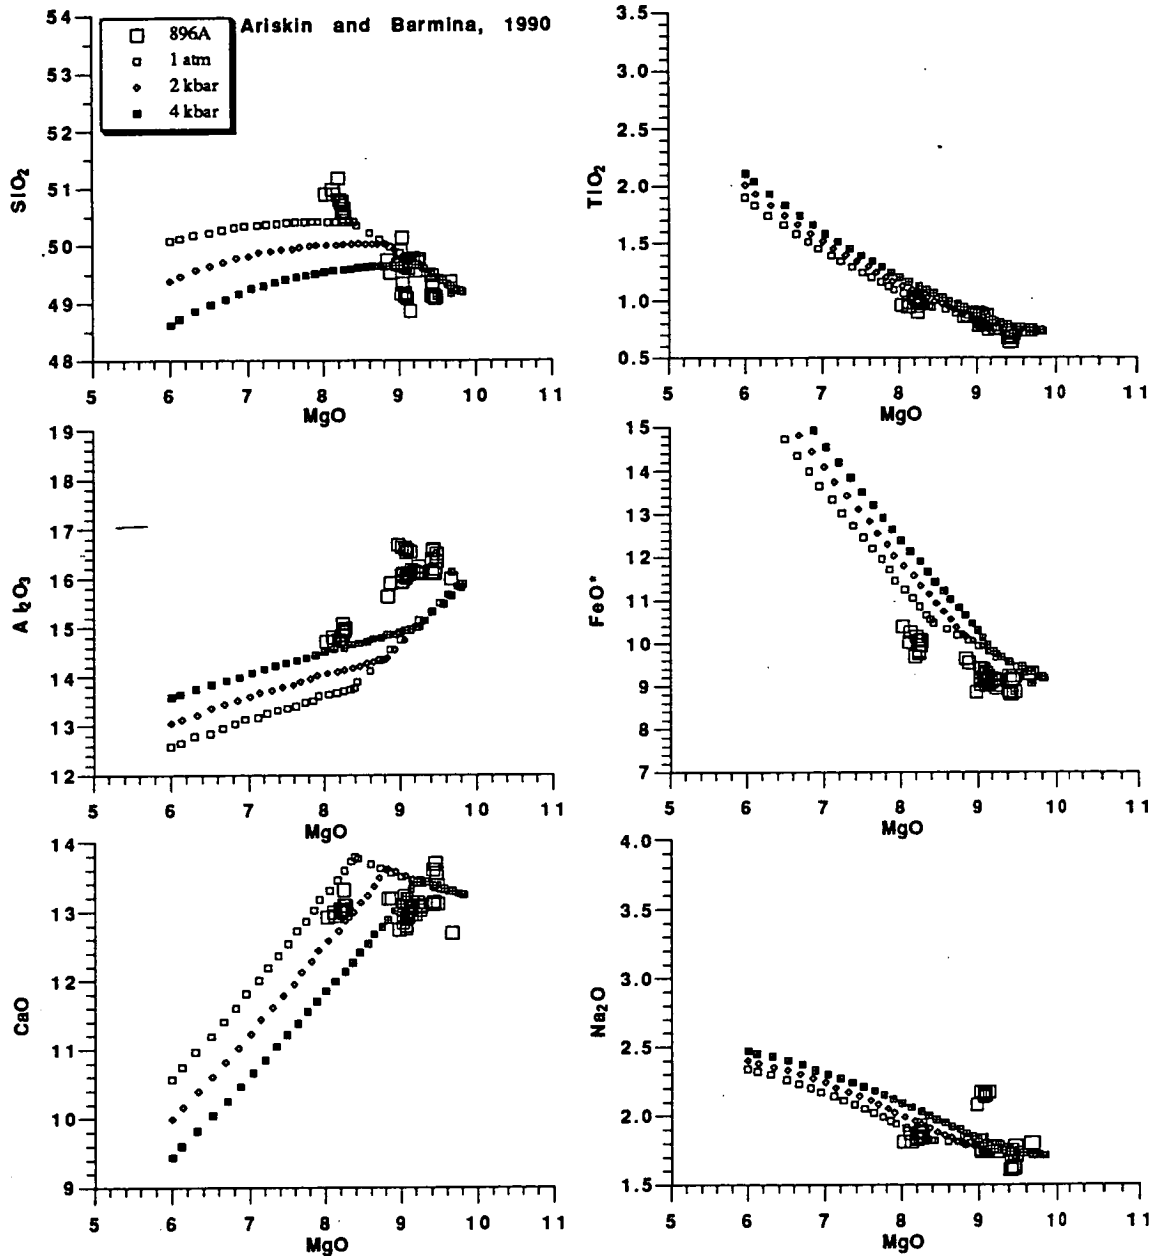 Ariskin and Barmina, 1990
896A
1 atm
2 kbar
4 kbar
54
53
52
51
50
49
48
SiO2
5 6 7 8 9 10 11
MgO
3.5
3.0
2.5
2.0
1.5
1.0
0.5
TiO2
5 6 7 8 9 10 11
MgO
19
18
17
16
15
14
13
12
Al2O3
5 6 7 8 9 10 11
MgO
15
14
13
12
11
10
9
8
7
FeO*
5 6 7 8 9 10 11
MgO
14
13
12
11
10
9
CaO
5 6 7 8 9 10 11
MgO
4.0
3.5
3.0
2.5
2.0
1.5
Na2O
5 6 7 8 9 10 11
MgO